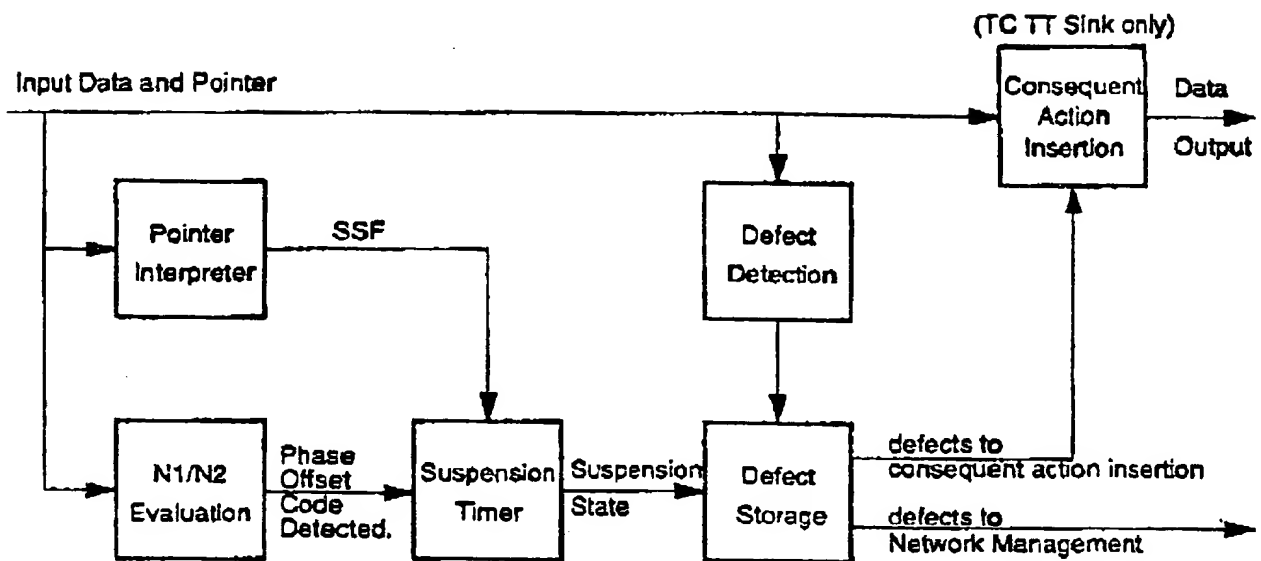 (TC TT Sink only)
Input Data and Pointer
Consequent
Action
Insertion
Data
Output
Pointer
Interpreter
SSF
Defect
Detection
N1/N2
Evaluation
Phase
Offset
Code
Detected.
Suspension
Timer
Suspension
State
Defect
Storage
defects to
consequent action insertion
defects to
Network Management